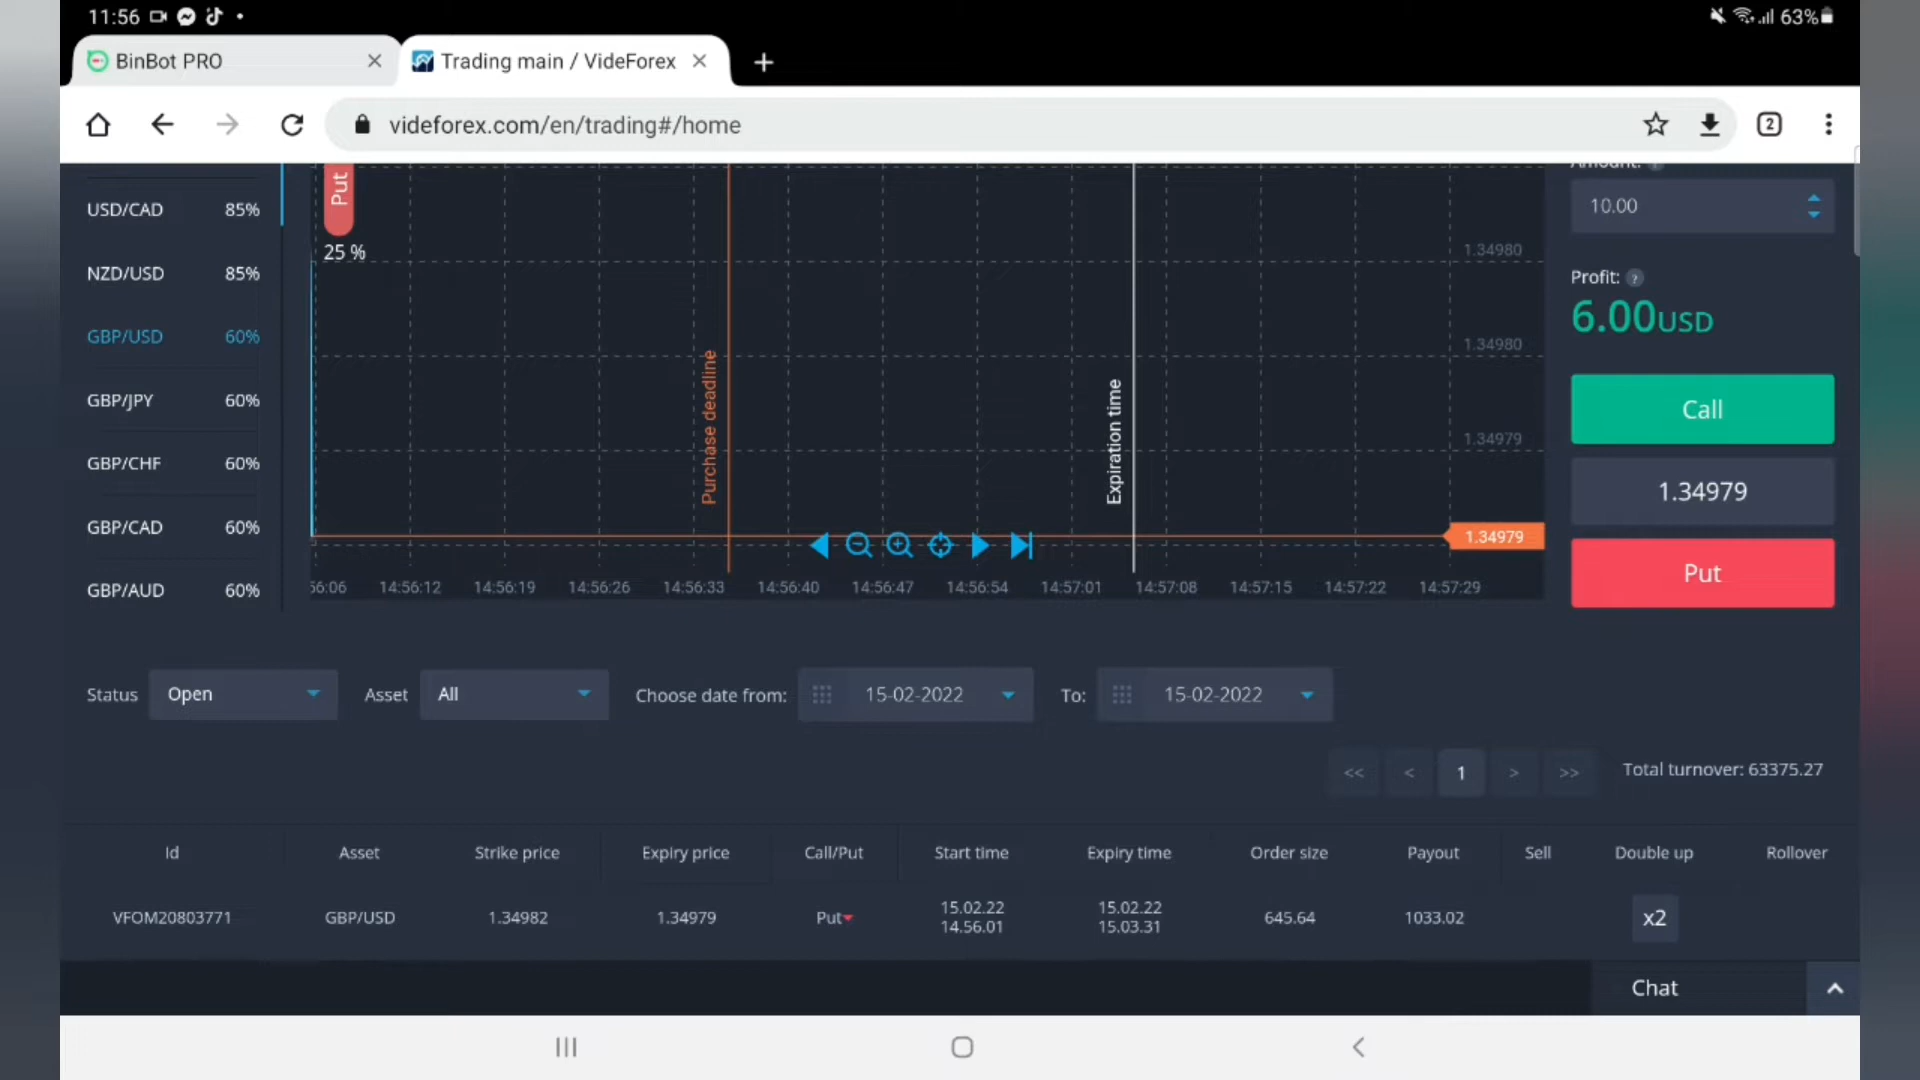 11:56
63%
BinBot PRO
Trading main / VideForex
videforex.com/en/trading#/home
2
USD/CAD 85%
NZD/USD 85%
GBP/USD 60%
GBP/JPY 60%
GBP/CHF 60%
GBP/CAD 60%
GBP/AUD 60%
Put
25 %
Purchase deadline
Expiration time
1.34980
1.34980
1.34979
1.34979
56:06 14:56:12 14:56:19 14:56:26 14:56:33 14:56:40 14:56:47 14:56:54 14:57:01 14:57:08 14:57:15 14:57:22 14:57:29
Amount: ?
10.00
Profit: ?
6.00USD
Call
1.34979
Put
Status Open Asset All Choose date from: 15-02-2022 To: 15-02-2022
<< < 1 > >> Total turnover: 63375.27
Id Asset Strike price Expiry price Call/Put Start time Expiry time Order size Payout Sell Double up Rollover
VFOM20803771 GBP/USD 1.34982 1.34979 Put 15.02.22 14.56.01 15.02.22 15.03.31 645.64 1033.02 x2
Chat